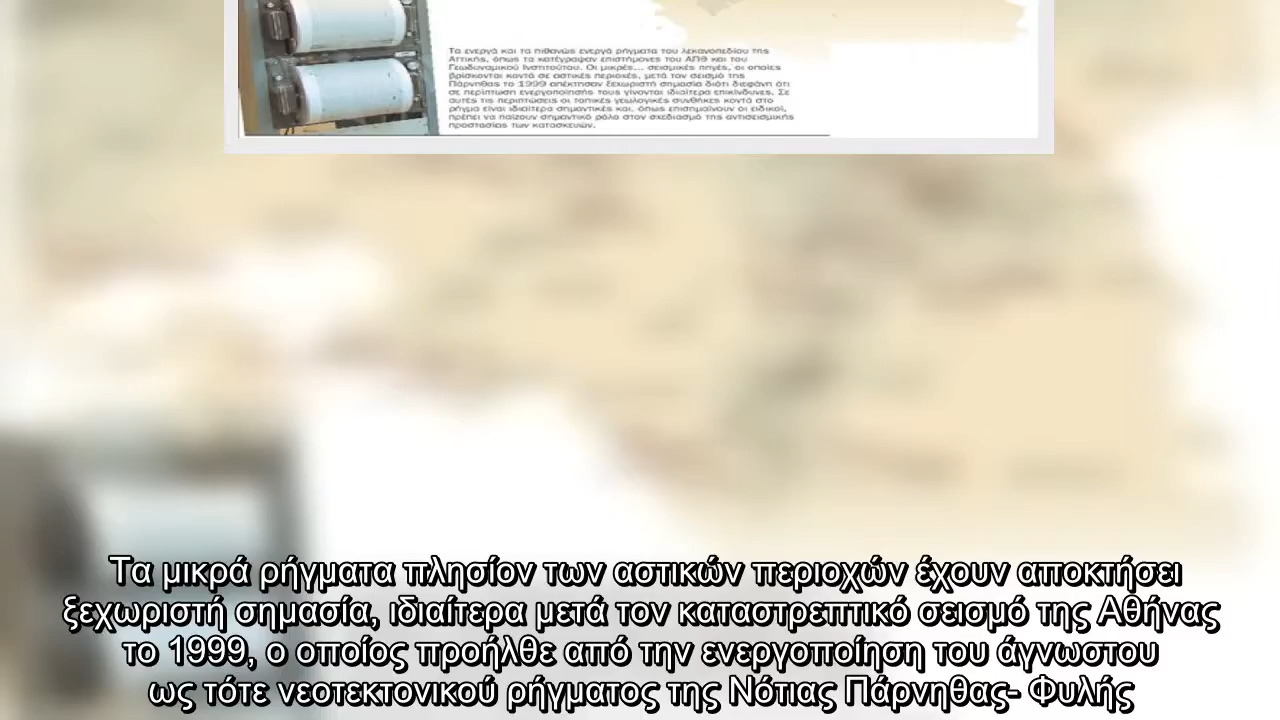 Τα ενεργά και τα πιθανώς ενεργά ρήγματα του λεκανοπεδίου της
Αττικής, όπως τα κατέγραψαν επιστήμονες του ΑΠΘ και του
Γεωδυναμικού Ινστιτούτου. Οι μικρές... σεισμικές πηγές, οι οποίες
βρίσκονται κοντά σε αστικές περιοχές, μετά τον σεισμό της
Πάρνηθας το 1999 απέκτησαν ξεχωριστή σημασία διότι διεφάνη ότι
σε περίπτωση ενεργοποίησής τους γίνονται ιδιαίτερα επικίνδυνες. Σε
αυτές τις περιπτώσεις οι τοπικές γεωλογικές συνθήκες κοντά στο
ρήγμα είναι ιδιαίτερα σημαντικές και, όπως επισημαίνουν οι ειδικοί,
πρέπει να παίζουν σημαντικό ρόλο στον σχεδιασμό της αντισεισμικής
προστασίας των κατασκευών.
Τα μικρά ρήγματα πλησίον των αστικών περιοχών έχουν αποκτήσει
ξεχωριστή σημασία, ιδιαίτερα μετά τον καταστρεπτικό σεισμό της Αθήνας
το 1999, ο οποίος προήλθε από την ενεργοποίηση του άγνωστου
ως τότε νεοτεκτονικού ρήγματος της Νότιας Πάρνηθας- Φυλής